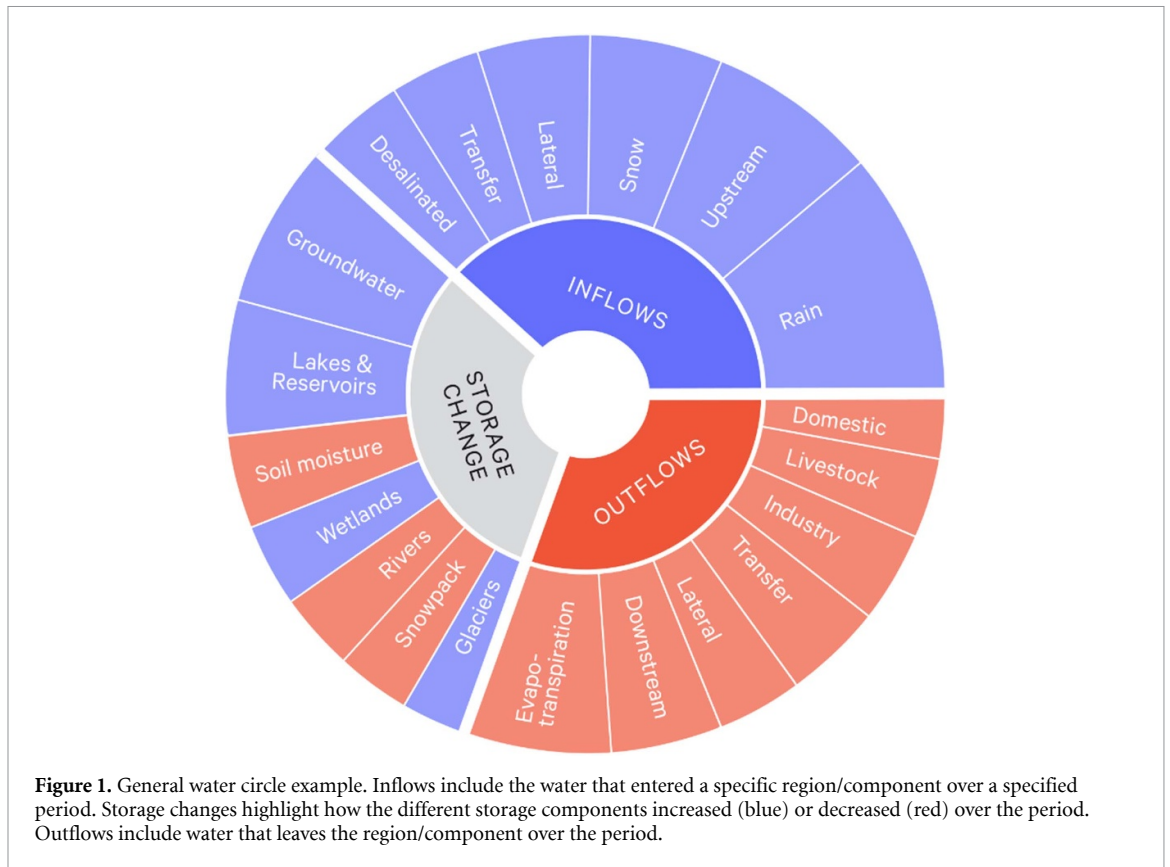 INFLOWS
Desalinated
Transfer
Lateral
Snow
Upstream
Rain
STORAGE
CHANGE
Groundwater
Lakes &
Reservoirs
Soil moisture
Wetlands
Rivers
Snowpack
Glaciers
OUTFLOWS
Domestic
Livestock
Industry
Transfer
Lateral
Downstream
Evapo-
transpiration
Figure 1. General water circle example. Inflows include the water that entered a specific region/component over a specified
period. Storage changes highlight how the different storage components increased (blue) or decreased (red) over the period.
Outflows include water that leaves the region/component over the period.